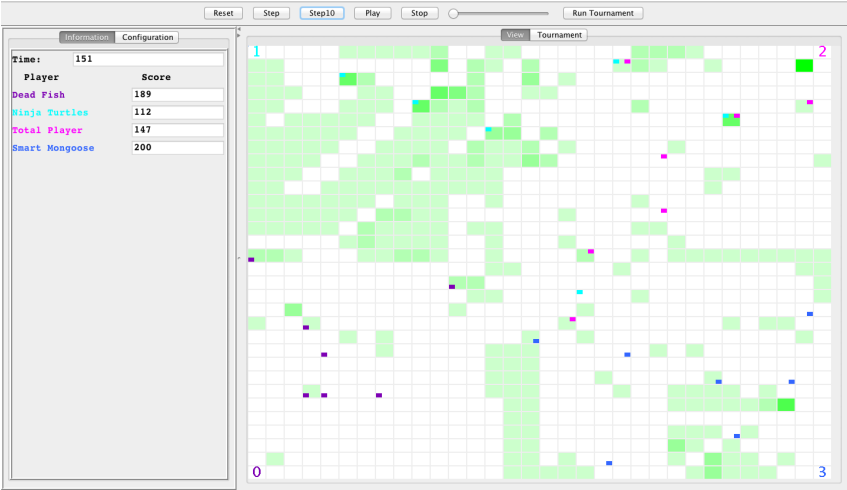 Reset Step Step10 Play Stop Run Tournament
Information Configuration
View Tournament
Time: 151
Player Score
Dead Fish 189
Ninja Turtles 112
Total Player 147
Smart Mongoose 200
1 2
0 3